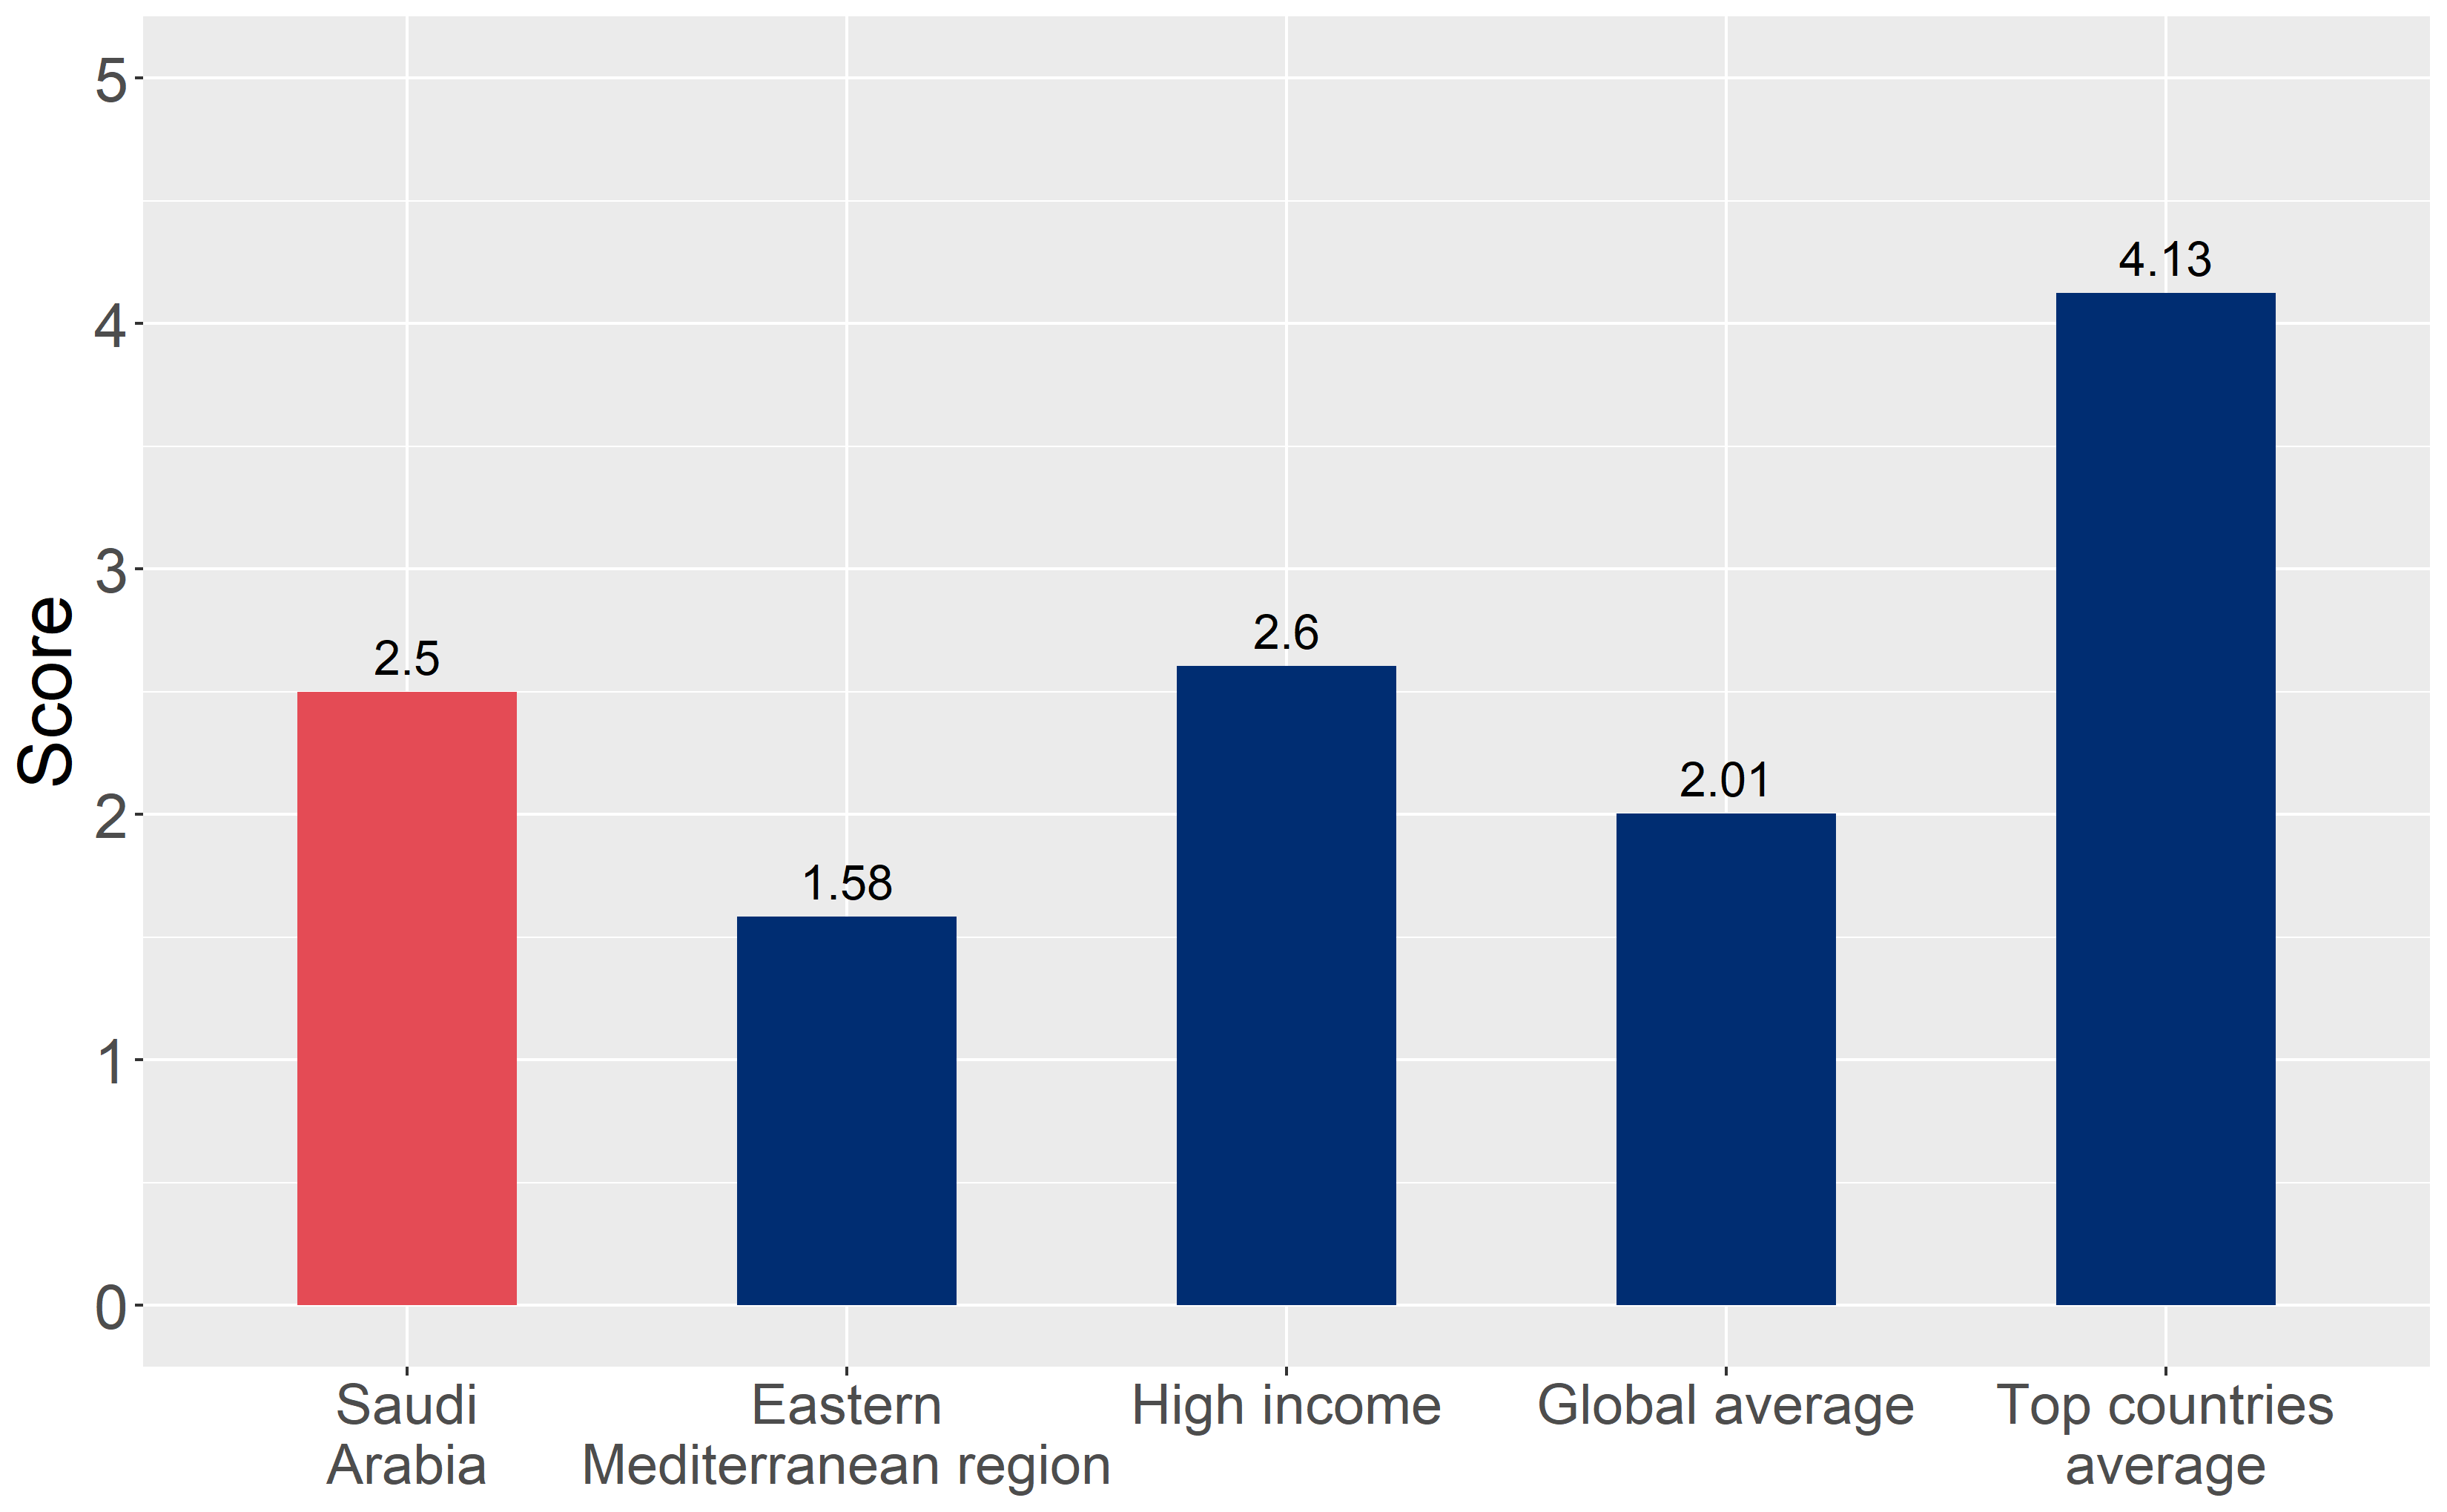 5
4
3
2
1
0
Score
2.5
1.58
2.6
2.01
4.13
Saudi
Arabia
Eastern
Mediterranean region
High income
Global average
Top countries
average